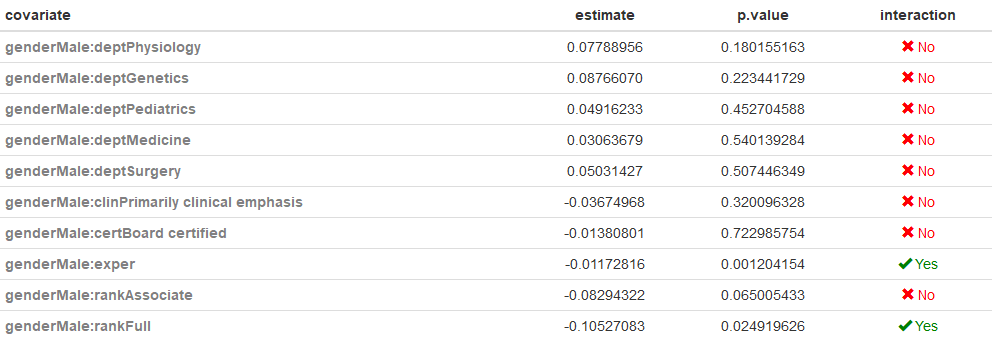 covariate estimate p.value interaction
genderMale:deptPhysiology 0.07788956 0.180155163 ✖ No
genderMale:deptGenetics 0.08766070 0.223441729 ✖ No
genderMale:deptPediatrics 0.04916233 0.452704588 ✖ No
genderMale:deptMedicine 0.03063679 0.540139284 ✖ No
genderMale:deptSurgery 0.05031427 0.507446349 ✖ No
genderMale:clinPrimarily clinical emphasis -0.03674968 0.320096328 ✖ No
genderMale:certBoard certified -0.01380801 0.722985754 ✖ No
genderMale:exper -0.01172816 0.001204154 ✔ Yes
genderMale:rankAssociate -0.08294322 0.065005433 ✖ No
genderMale:rankFull -0.10527083 0.024919626 ✔ Yes